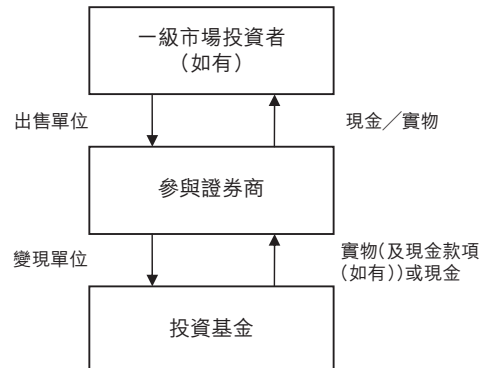 一級市場投資者
（如有）
出售單位
現金／實物
參與證券商
變現單位
實物(及現金款項
(如有))或現金
投資基金